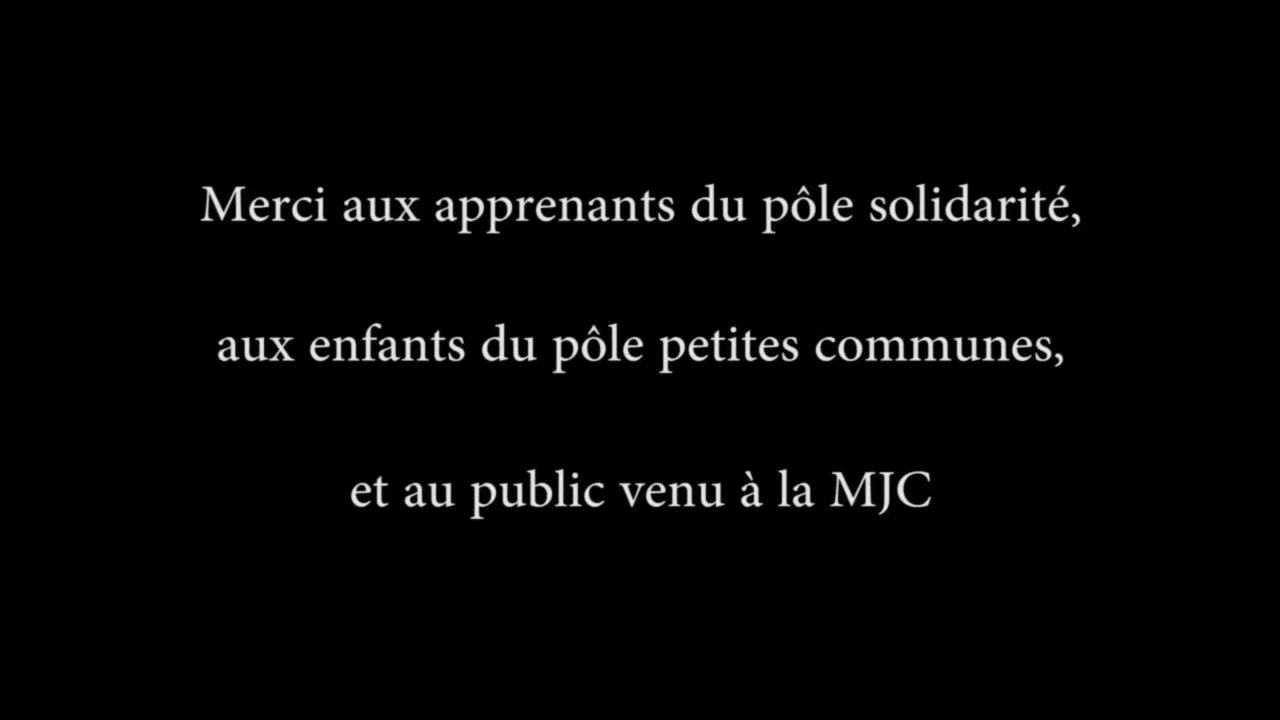 Merci aux apprenants du pôle solidarité,
aux enfants du pôle petites communes,
et au public venu à la MJC